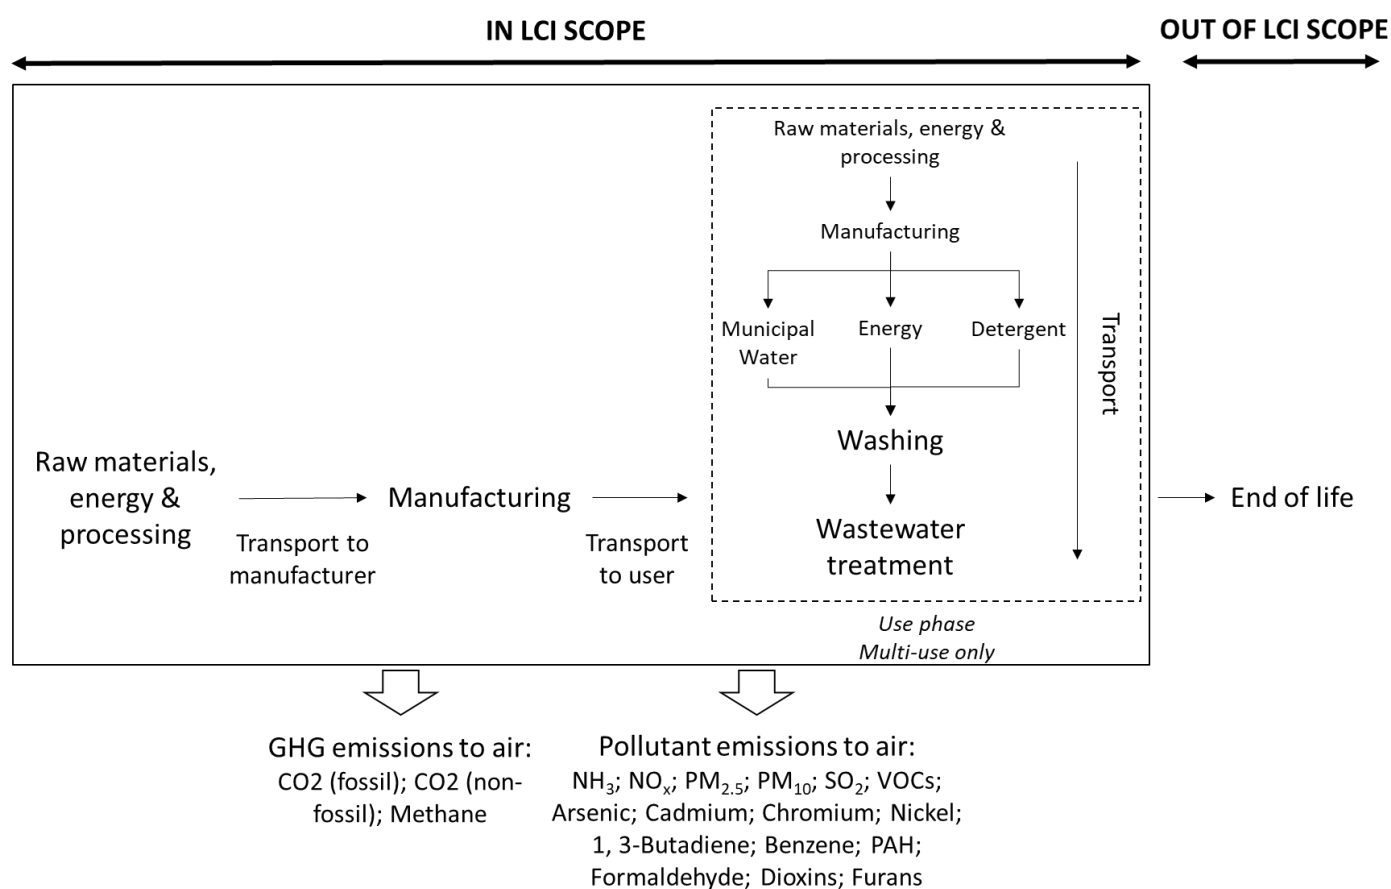 IN LCI SCOPE
OUT OF LCI SCOPE
Raw materials, energy &
processing
Manufacturing
Municipal
Water
Energy
Detergent
Transport
Washing
Wastewater
treatment
Raw materials,
energy &
processing
Transport to
manufacturer
Manufacturing
Transport
to user
End of life
Use phase
Multi-use only
GHG emissions to air:
CO2 (fossil); CO2 (non-
fossil); Methane
Pollutant emissions to air:
NH₃; NOₓ; PM₂.₅; PM₁₀; SO₂; VOCs;
Arsenic; Cadmium; Chromium; Nickel;
1, 3-Butadiene; Benzene; PAH;
Formaldehyde; Dioxins; Furans